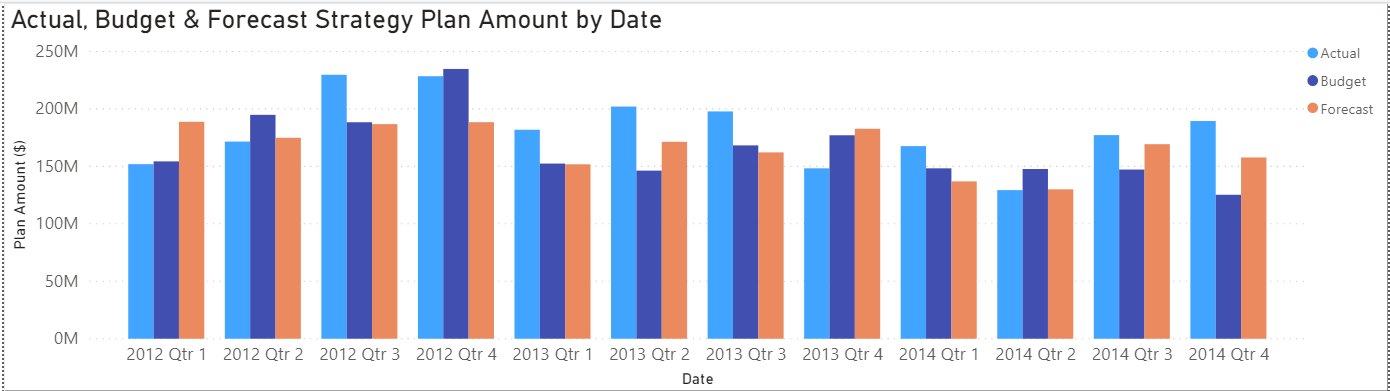 Actual, Budget & Forecast Strategy Plan Amount by Date
250M
200M
150M
100M
50M
0M
Plan Amount ($)
2012 Qtr 1 2012 Qtr 2 2012 Qtr 3 2012 Qtr 4 2013 Qtr 1 2013 Qtr 2 2013 Qtr 3 2013 Qtr 4 2014 Qtr 1 2014 Qtr 2 2014 Qtr 3 2014 Qtr 4
Date
Actual
Budget
Forecast